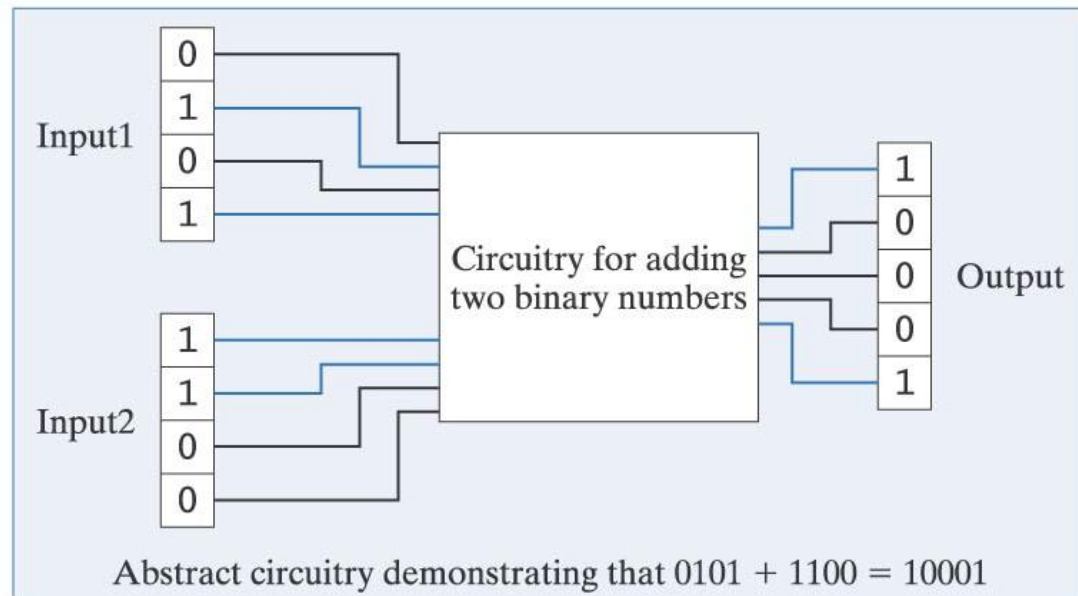 Input1
0
1
0
1
Input2
1
1
0
0
Circuitry for adding
two binary numbers
1
0
0
0
1
Output
Abstract circuitry demonstrating that 0101 + 1100 = 10001